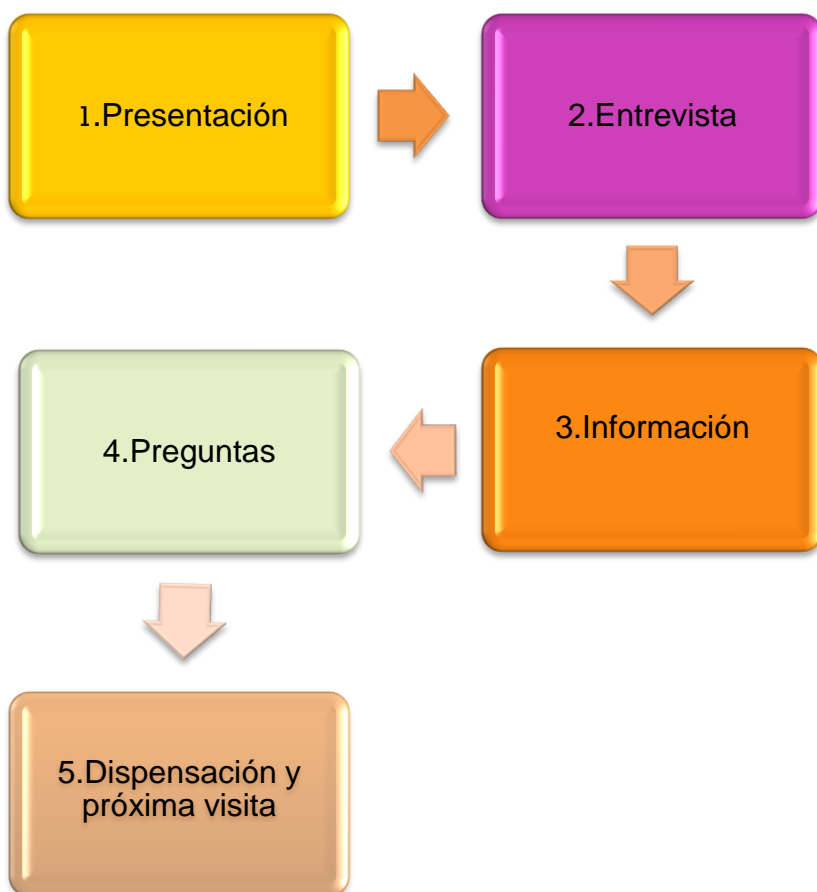 1.Presentación
2.Entrevista
3.Información
4.Preguntas
5.Dispensación y
próxima visita